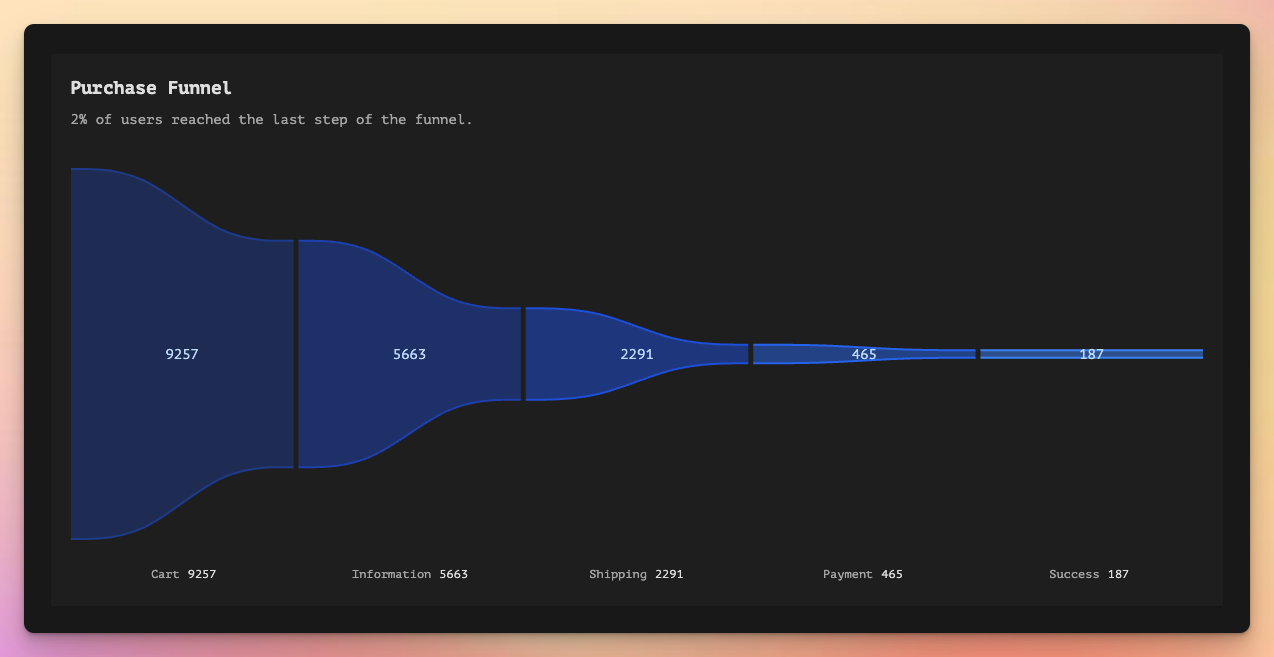 Purchase Funnel
2% of users reached the last step of the funnel.
9257 5663 2291 465 187
Cart 9257 Information 5663 Shipping 2291 Payment 465 Success 187